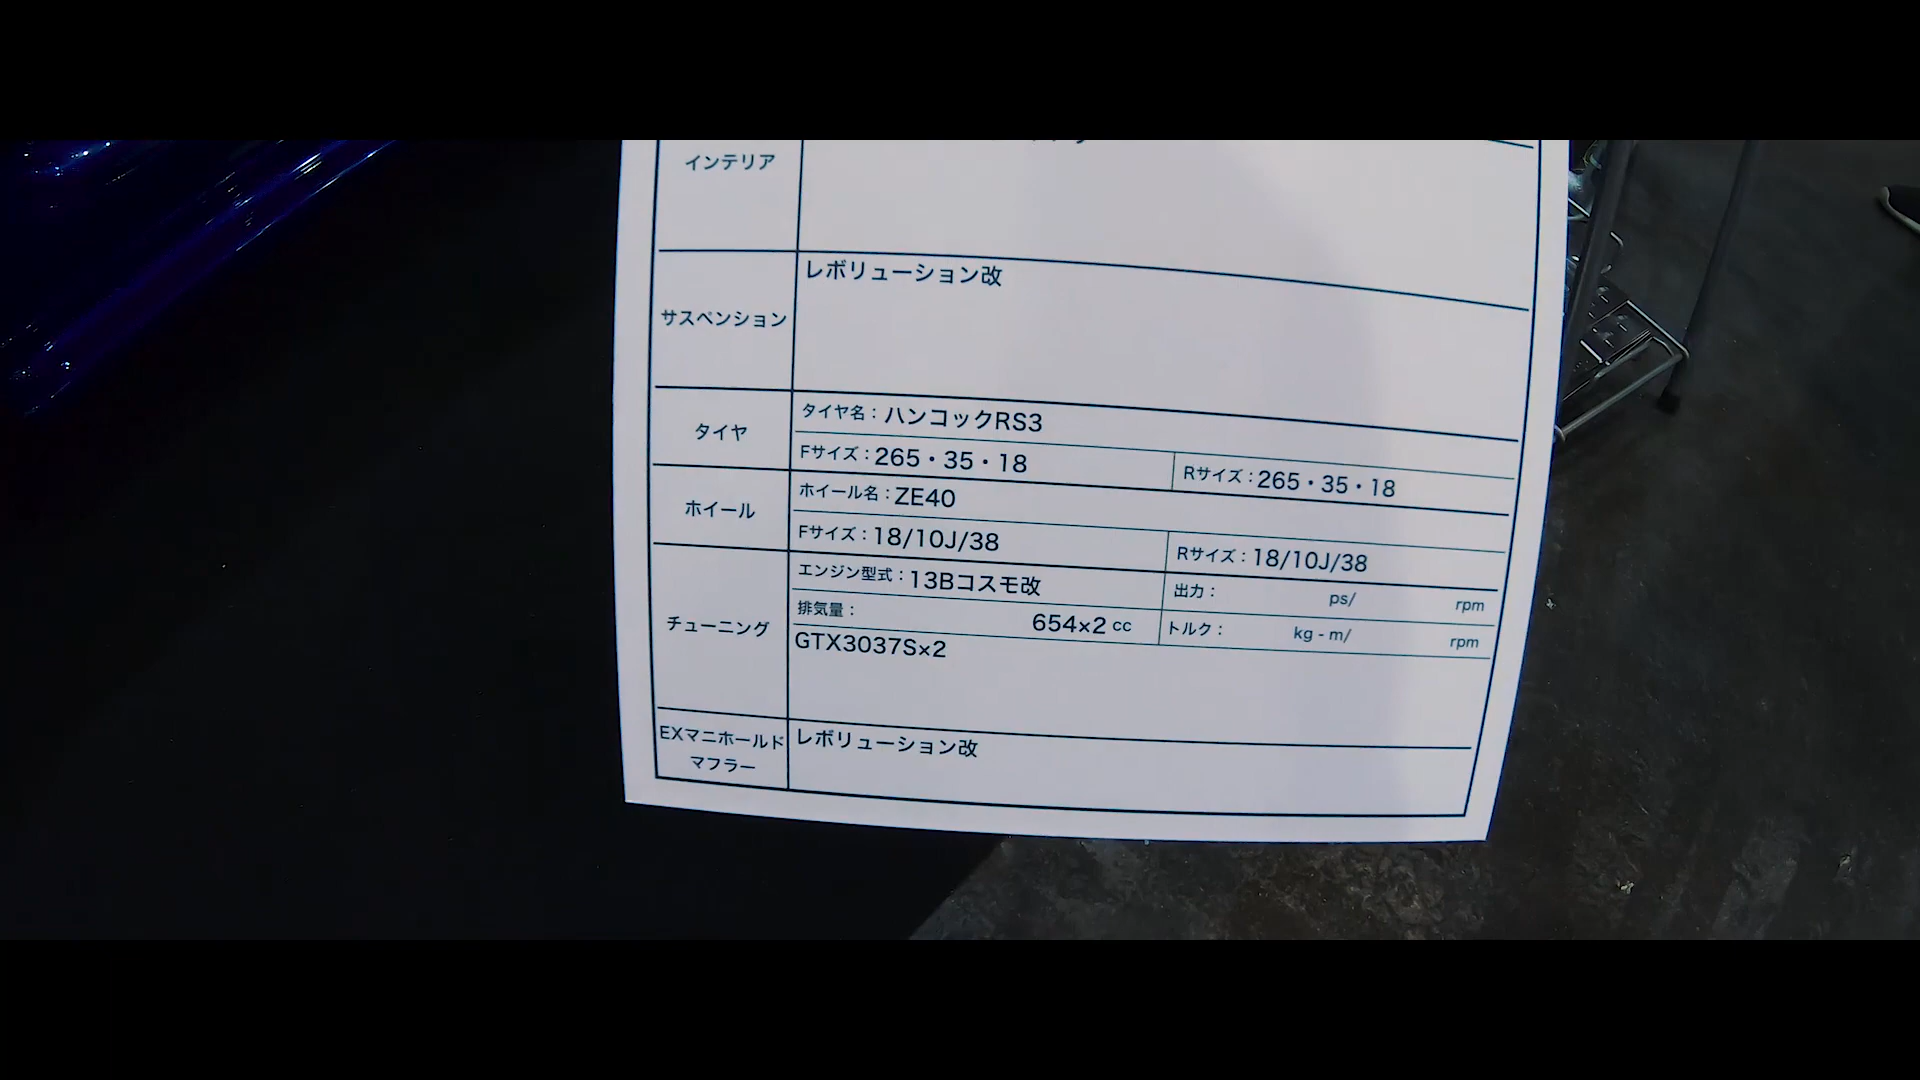 インテリア
サスペンション
レボリューション改
タイヤ
タイヤ名：ハンコックRS3
Fサイズ：265・35・18
Rサイズ：265・35・18
ホイール
ホイール名：ZE40
Fサイズ：18/10J/38
Rサイズ：18/10J/38
チューニング
エンジン型式：13Bコスモ改
出力： ps/ rpm
排気量： 654×2 cc
トルク： kg - m/ rpm
GTX3037S×2
EXマニホールド
マフラー
レボリューション改